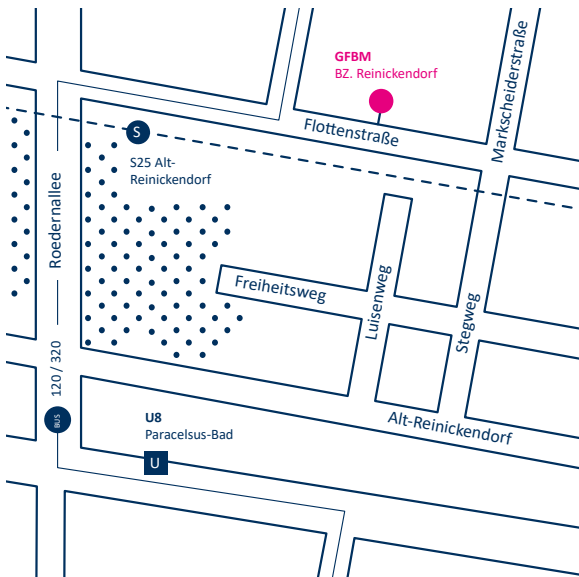 GFBM
BZ. Reinickendorf
Markscheiderstraße
Flottenstraße
S
S25 Alt-
Reinickendorf
Roedernallee
Freiheitsweg
Luisenweg
Stegweg
120 / 320
BUS
U8
Paracelsus-Bad
U
Alt-Reinickendorf